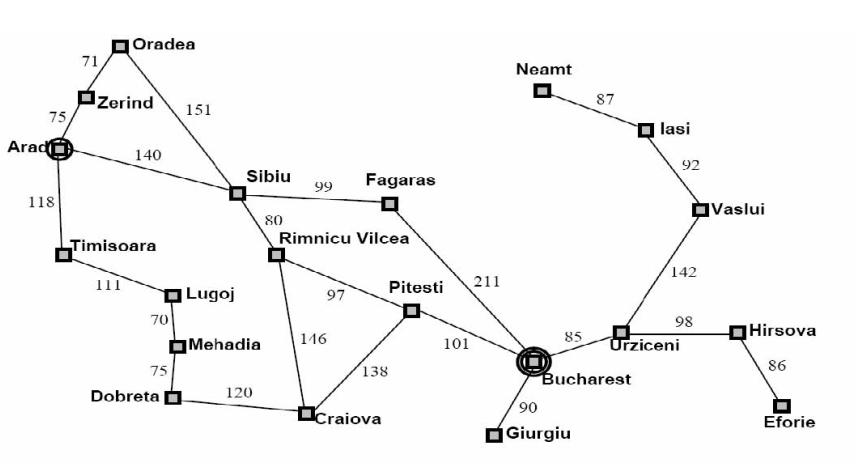 Oradea
71
Neamt
Zerind
87
75
151
Iasi
Arad
140
92
Sibiu
Fagaras
99
118
80
Vaslui
Rimnicu Vilcea
Timisoara
142
111
Pitesti
211
Lugoj
97
70
98
Hirsova
146
101
85
Urziceni
Mehadia
86
75
138
Bucharest
Dobreta
120
90
Craiova
Eforie
Giurgiu